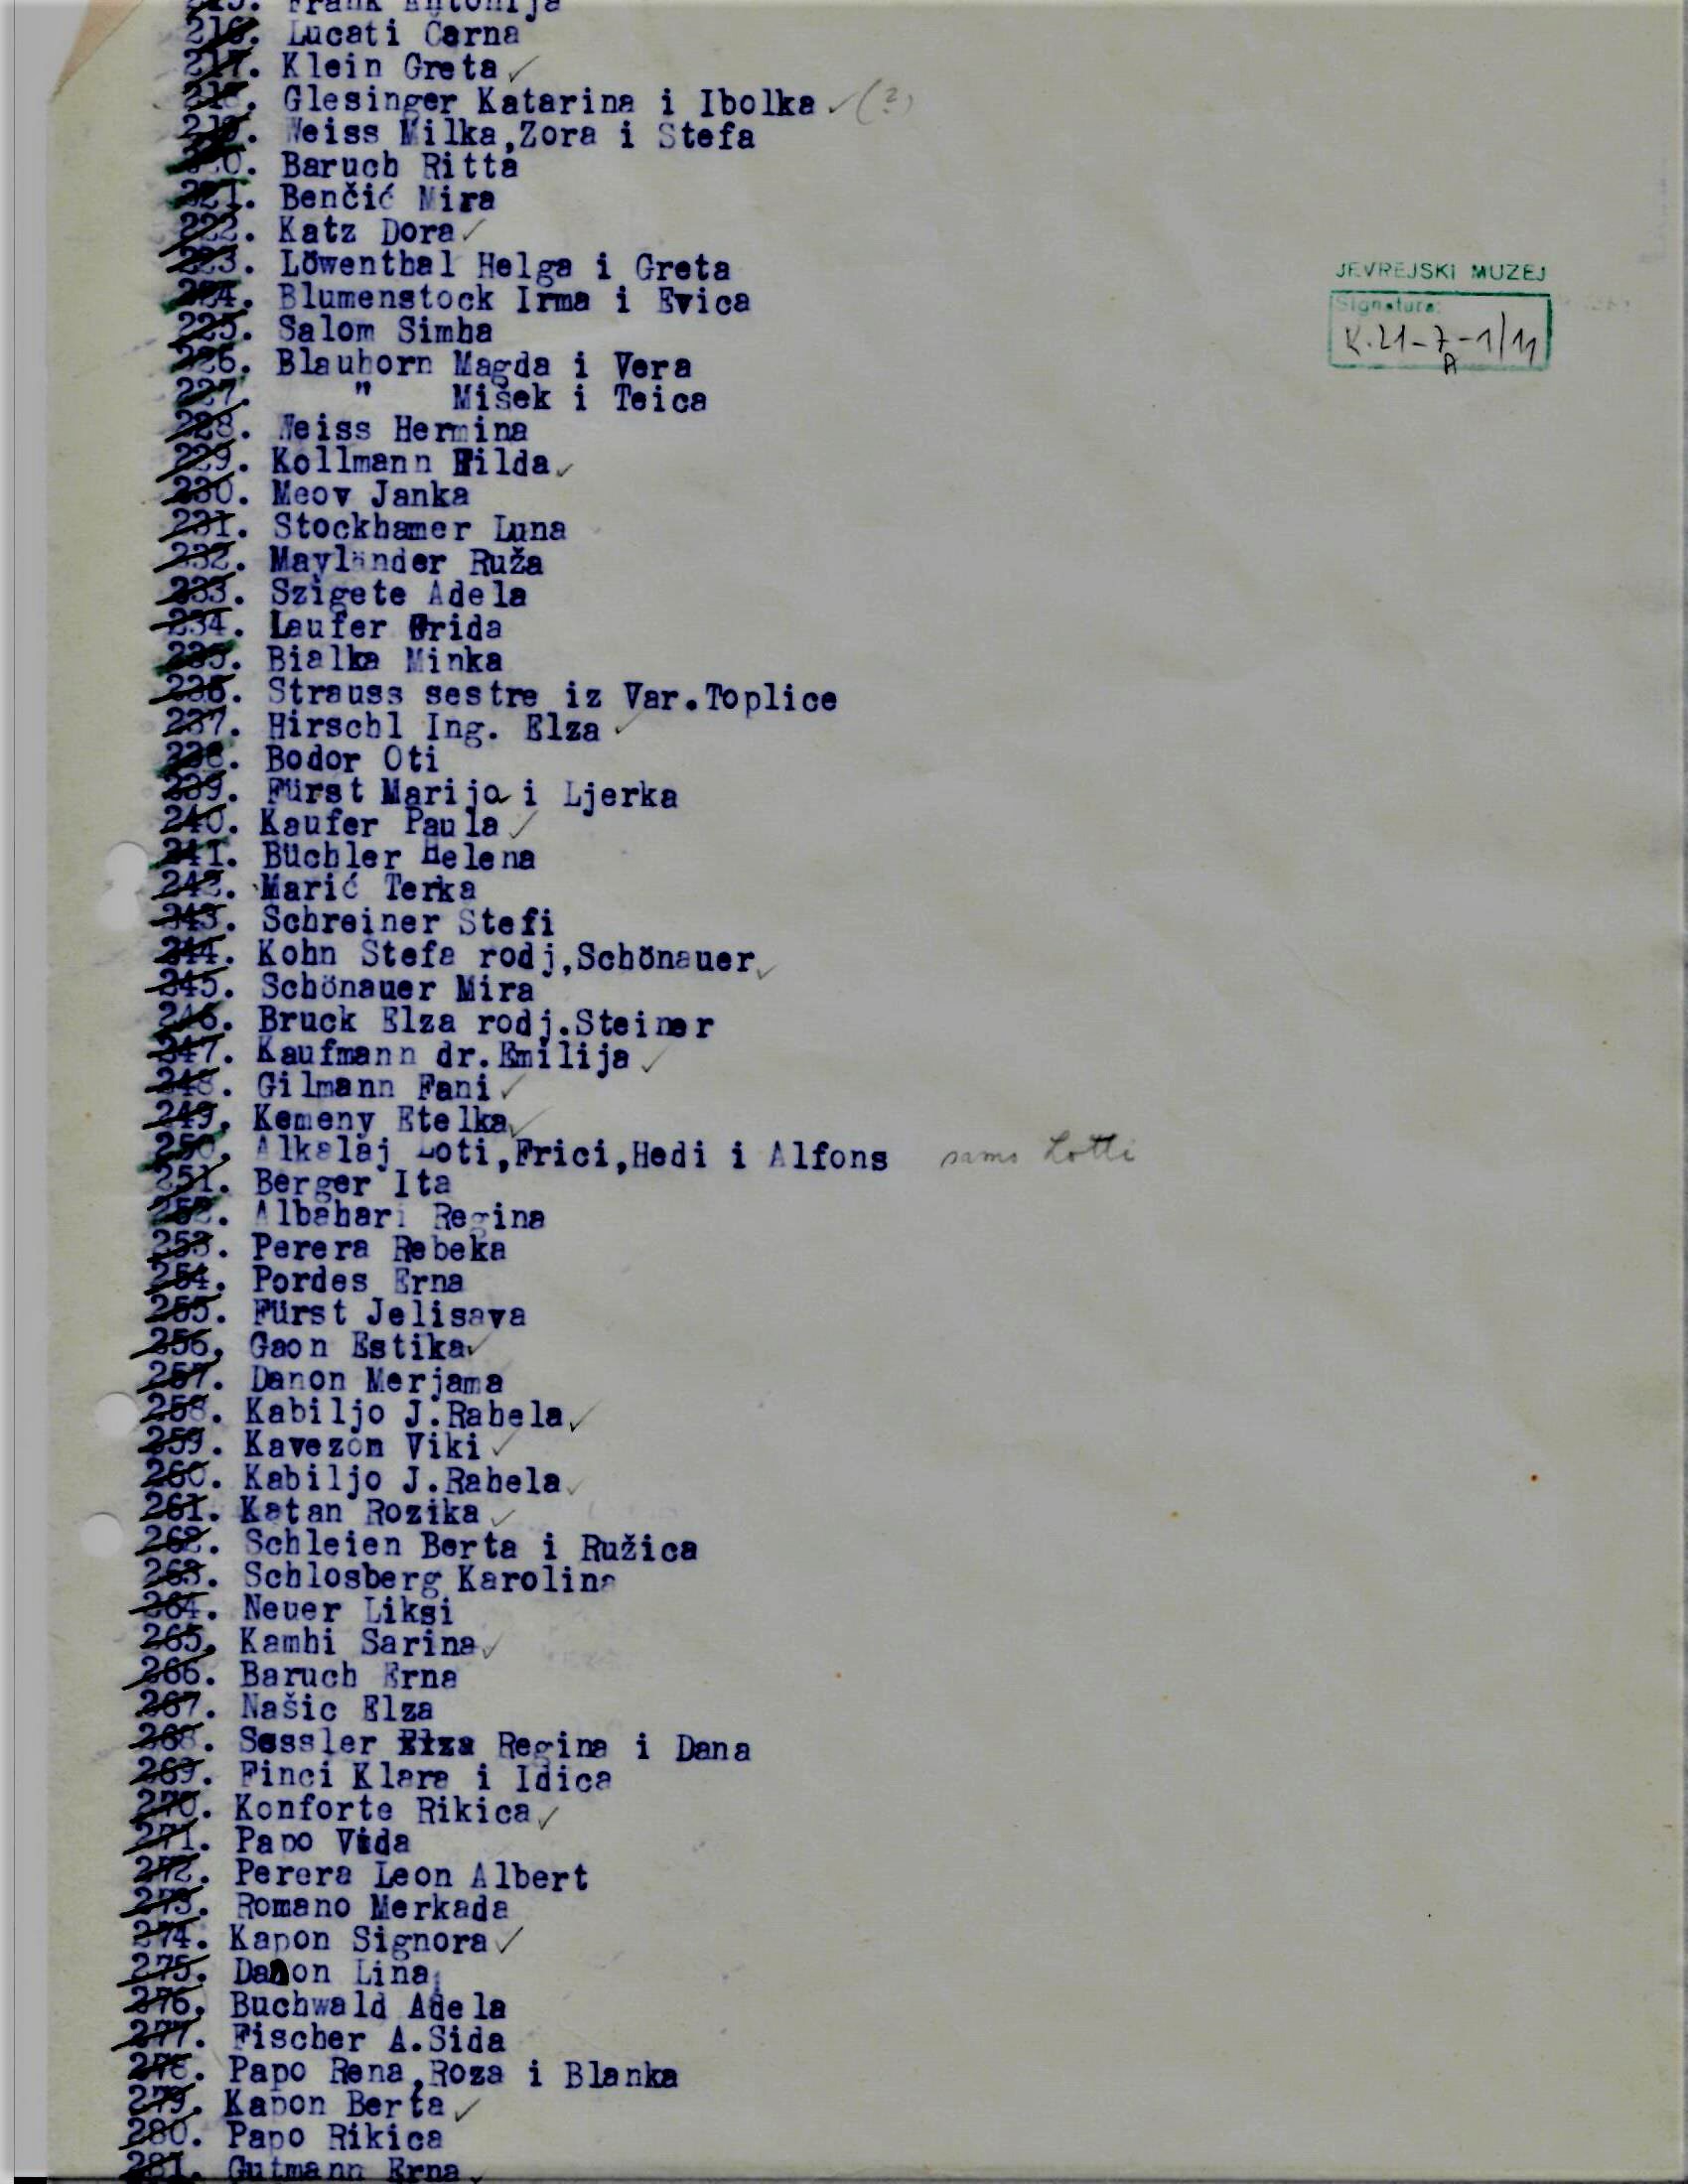 215. Frank Antonija
216. Lucati Čarna
217. Klein Greta ✓
218. Glesinger Katarina i Ibolka ✓ (?)
219. Weiss Milka,Zora i Stefa
220. Baruch Ritta
221. Benčić Mira
222. Katz Dora ✓
223. Löwenthal Helga i Greta
JEVREJSKI MUZEJ
224. Blumenstock Irma i Evica
Signatura:
225. Salom Simha
K.21-7-1/11
A
226. Blauhorn Magda i Vera
227. " Mišek i Teica
228. Weiss Hermina
229. Kollmann Hilda ✓
230. Meov Janka
231. Stockhamer Luna
232. Mayländer Ruža
233. Szigete Adela
234. Laufer Frida
235. Bialka Minka
236. Strauss sestre iz Var.Toplice
237. Hirschl Ing. Elza ✓
238. Bodor Oti
239. Fürst Marija i Ljerka
240. Kaufer Paula ✓
241. Büchler Helena
242. Marić Terka
243. Schreiner Stefi
244. Kohn Stefa rodj,Schönauer ✓
245. Schönauer Mira
246. Bruck Elza rodj.Steiner
247. Kaufmann dr.Emilija ✓
248. Gilmann Fani ✓
249. Kemeny Etelka ✓
250. Alkalaj Loti,Frici,Hedi i Alfons samo Lotti
251. Berger Ita
252. Albahari Regina
253. Perera Rebeka
254. Pordes Erna
255. Fürst Jelisava
256. Gaon Estika ✓
257. Danon Merjama
258. Kabiljo J.Rahela ✓
259. Kavezon Viki ✓
260. Kabiljo J.Rahela ✓
261. Katan Rozika ✓
262. Schleien Berta i Ružica
263. Schlosberg Karolina
264. Neuer Liksi
265. Kamhi Sarina ✓
266. Baruch Erna
267. Našic Elza
268. Sessler Elza Regina i Dana
269. Finci Klara i Idica
270. Konforte Rikica ✓
271. Papo Vida
272. Perera Leon Albert
273. Romano Merkada
274. Kapon Signora ✓
275. Danon Lina
276. Buchwald Adela
277. Fischer A.Sida
278. Papo Rena,Roza i Blanka
279. Kapon Berta ✓
280. Papo Rikica
281. Gutmann Erna ✓